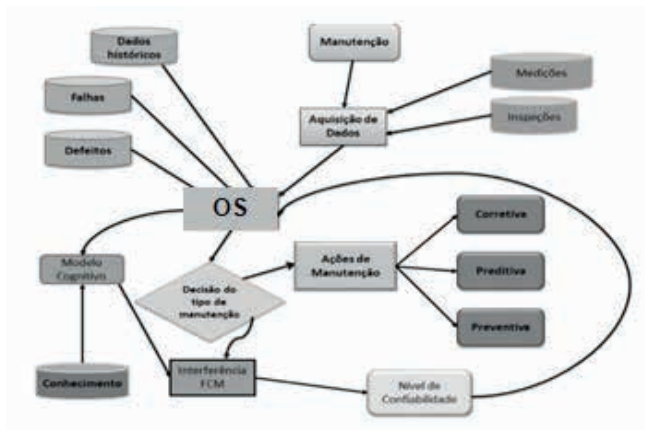 Dados
históricos
Manutenção
Medições
Falhas
Aquisição de
Dados
Inspeções
Defeitos
OS
Corretiva
Modelo
Cognitivo
Decisão do
tipo de
manutenção
Ações de
Manutenção
Preditiva
Preventiva
Conhecimento
Interferência
FCM
Nível de
Confiabilidade